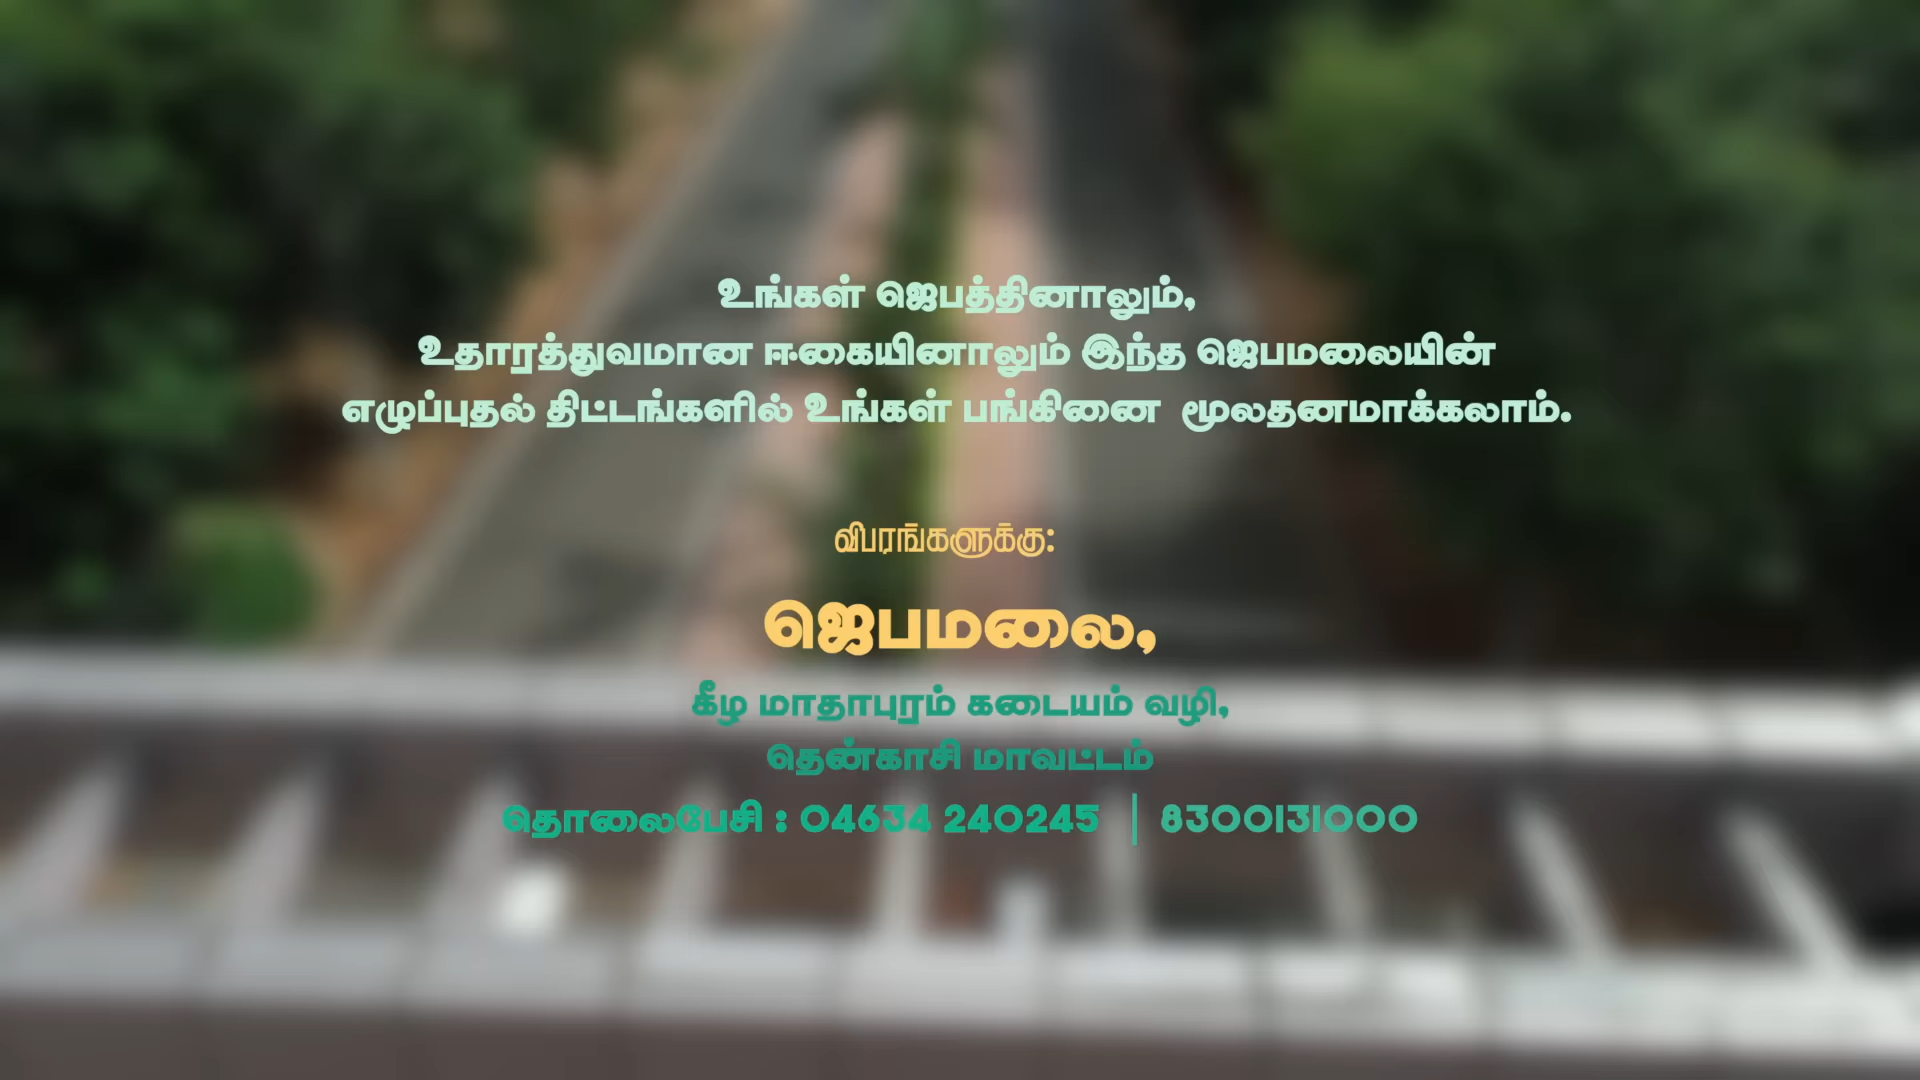 உங்கள் ஜெபத்தினாலும்,
உதாரத்துவமான ஈகையினாலும் இந்த ஜெபமலையின்
எழுப்புதல் திட்டங்களில் உங்கள் பங்கினை மூலதனமாக்கலாம்.
விபரங்களுக்கு:
ஜெபமலை,
கீழ மாதாபுரம் கடையம் வழி,
தென்காசி மாவட்டம்
தொலைபேசி : 04634 240245 | 8300131000